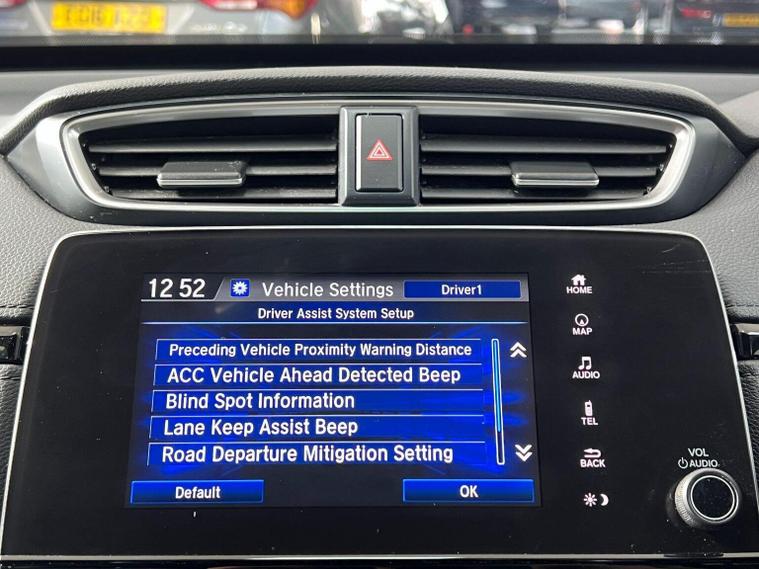 12 52 Vehicle Settings Driver1
Driver Assist System Setup
Preceding Vehicle Proximity Warning Distance
ACC Vehicle Ahead Detected Beep
Blind Spot Information
Lane Keep Assist Beep
Road Departure Mitigation Setting
Default OK
HOME
MAP
AUDIO
TEL
BACK
VOL
AUDIO